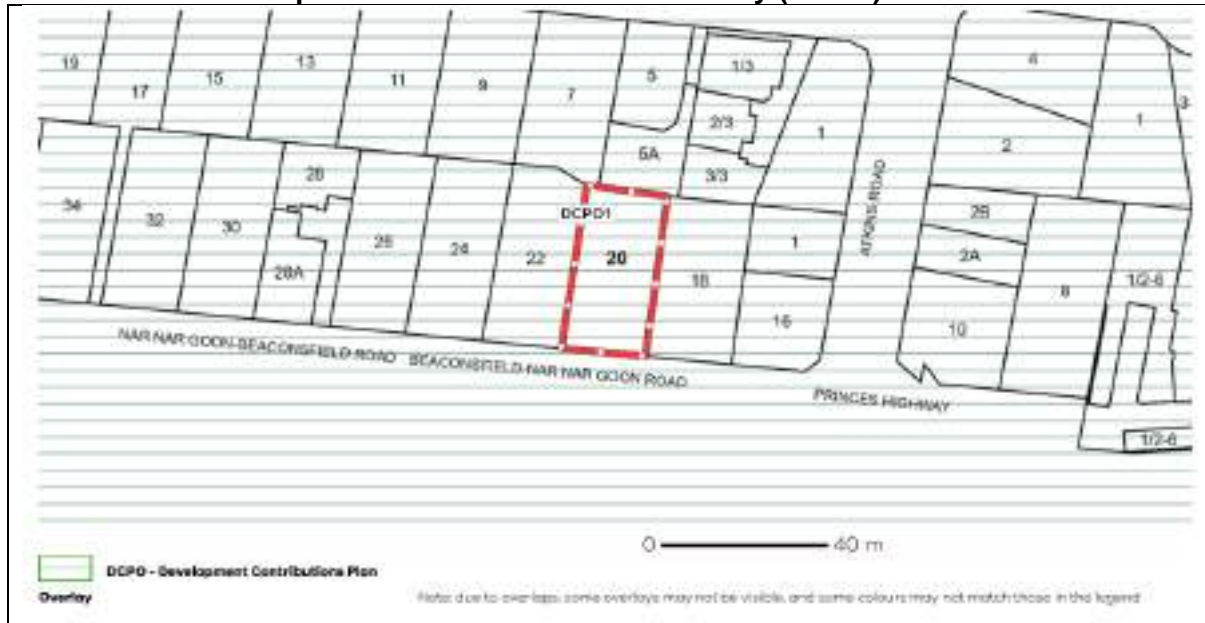 19
17
15
13
11
9
7
5
1/3
2/3
3/3
5A
1
4
2
1
3
34
32
30
28
28A
26
24
22
DCPO1
20
18
1
16
ATKINS ROAD
2B
2A
10
8
1/2-6
1/2-6
NAR NAR GOON-BEACONSFIELD ROAD
BEACONSFIELD-NAR NAR GOON ROAD
PRINCES HIGHWAY
0 40 m
DCPO - Development Contributions Plan
Overlay
Note: due to overlaps, some overlays may not be visible, and some colours may not match those in the legend